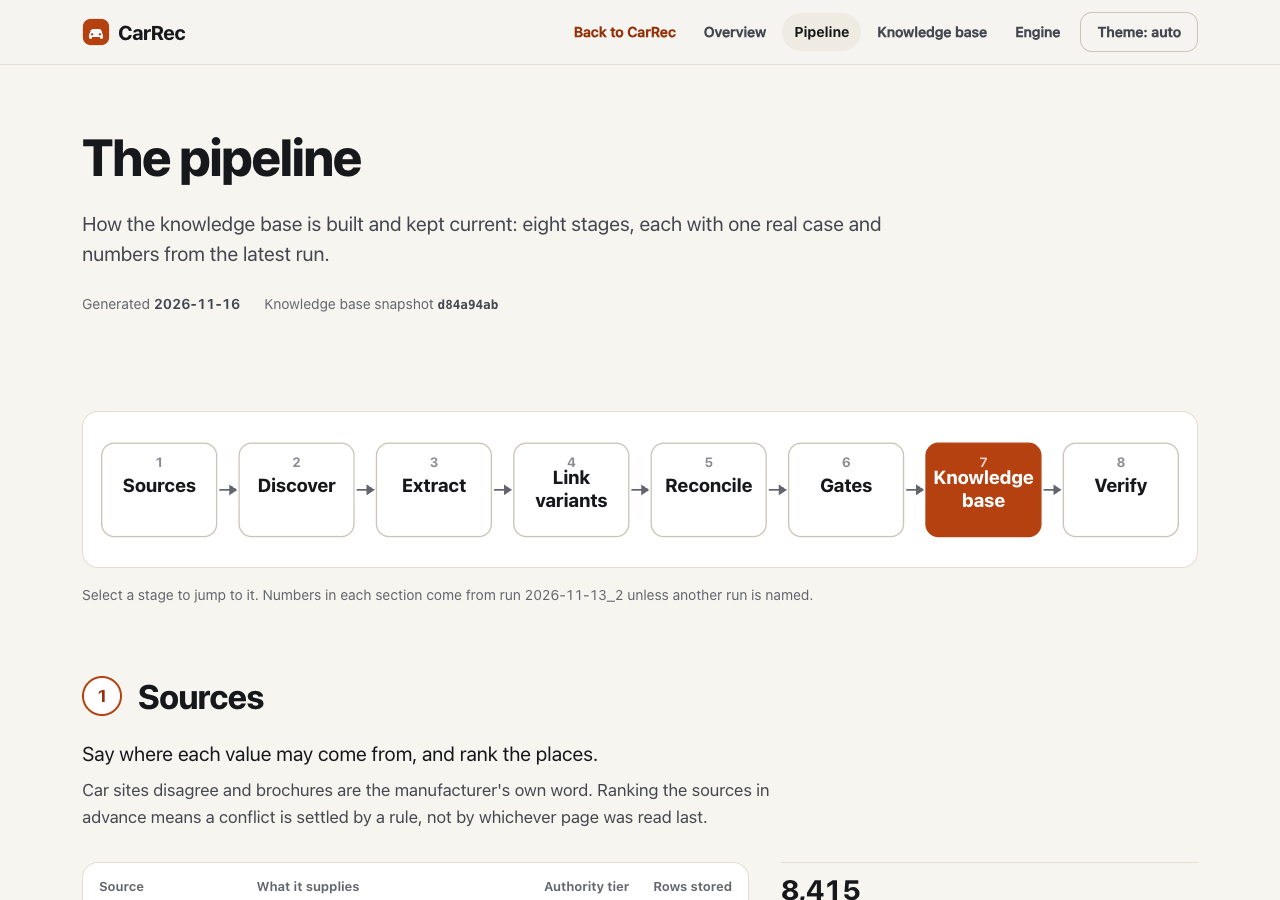 CarRec
Back to CarRec
Overview
Pipeline
Knowledge base
Engine
Theme: auto
The pipeline
How the knowledge base is built and kept current: eight stages, each with one real case and
numbers from the latest run.
Generated 2026-11-16
Knowledge base snapshot d84a94ab
1
Sources
2
Discover
3
Extract
4
Link
variants
5
Reconcile
6
Gates
7
Knowledge
base
8
Verify
Select a stage to jump to it. Numbers in each section come from run 2026-11-13_2 unless another run is named.
1
Sources
Say where each value may come from, and rank the places.
Car sites disagree and brochures are the manufacturer's own word. Ranking the sources in
advance means a conflict is settled by a rule, not by whichever page was read last.
Source
What it supplies
Authority tier
Rows stored
8,415